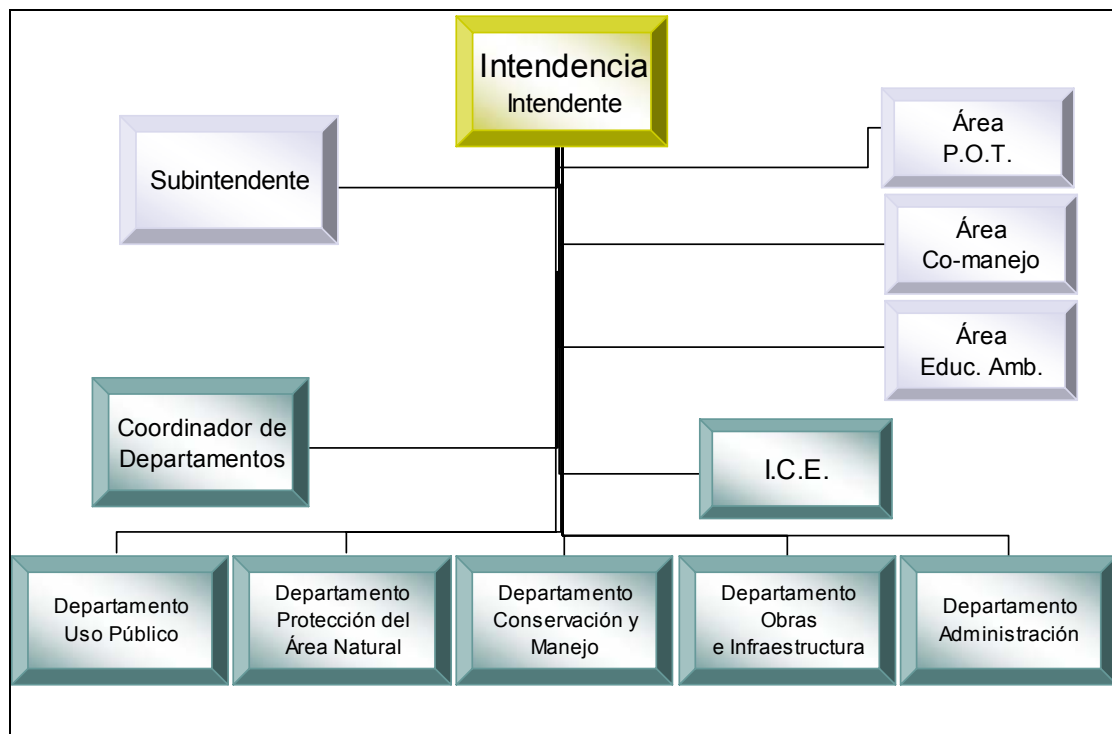 Intendencia
Intendente
Subintendente
Área
P.O.T.
Área
Co-manejo
Área
Educ. Amb.
Coordinador de
Departamentos
I.C.E.
Departamento
Uso Público
Departamento
Protección del
Área Natural
Departamento
Conservación y
Manejo
Departamento
Obras
e Infraestructura
Departamento
Administración